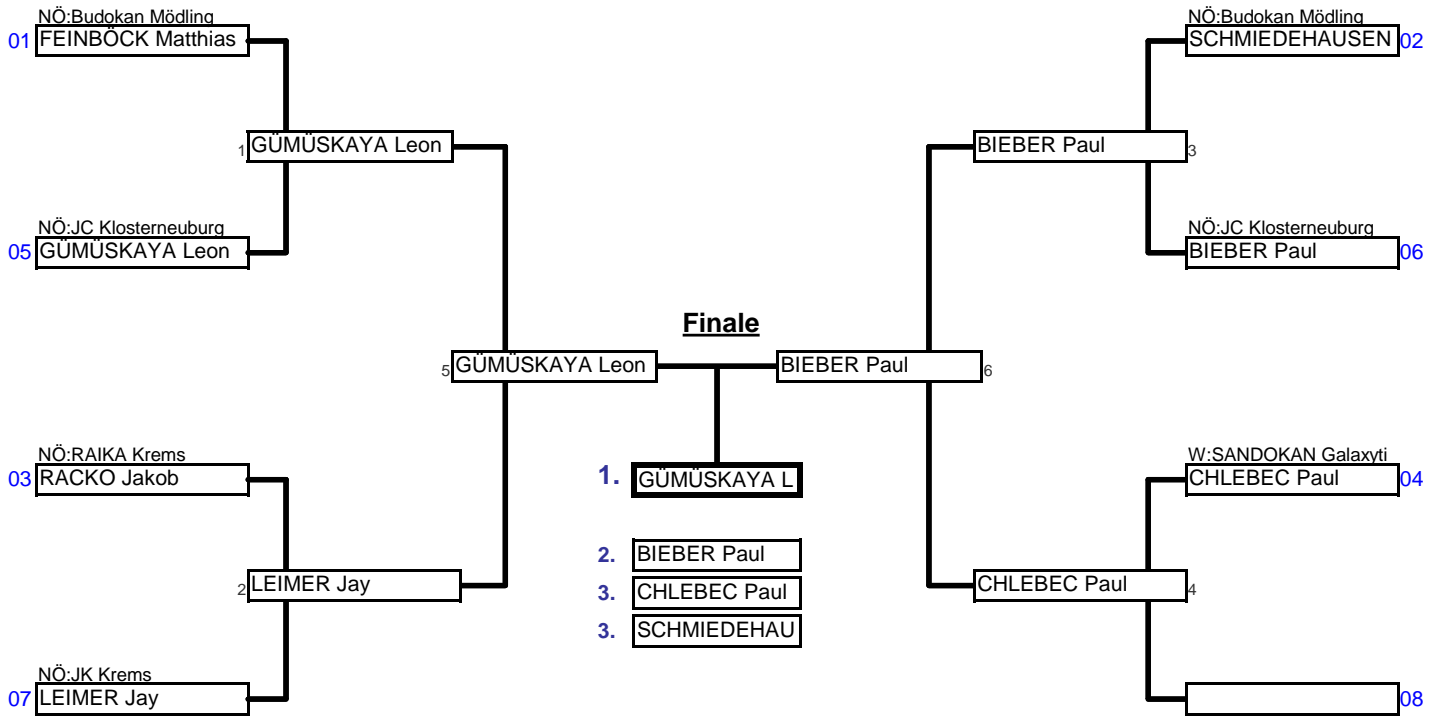 NÖ:Budokan Mödling
01 FEINBÖCK Matthias
1 GÜMÜSKAYA Leon
NÖ:JC Klosterneuburg
05 GÜMÜSKAYA Leon
5 GÜMÜSKAYA Leon
NÖ:RAIKA Krems
03 RACKO Jakob
2 LEIMER Jay
NÖ:JK Krems
07 LEIMER Jay
Finale
1. GÜMÜSKAYA L
2. BIEBER Paul
3. CHLEBEC Paul
3. SCHMIEDEHAU
NÖ:Budokan Mödling
SCHMIEDEHAUSEN 02
BIEBER Paul 3
NÖ:JC Klosterneuburg
BIEBER Paul 06
BIEBER Paul 6
W:SANDOKAN Galaxyti
CHLEBEC Paul 04
CHLEBEC Paul 4
08